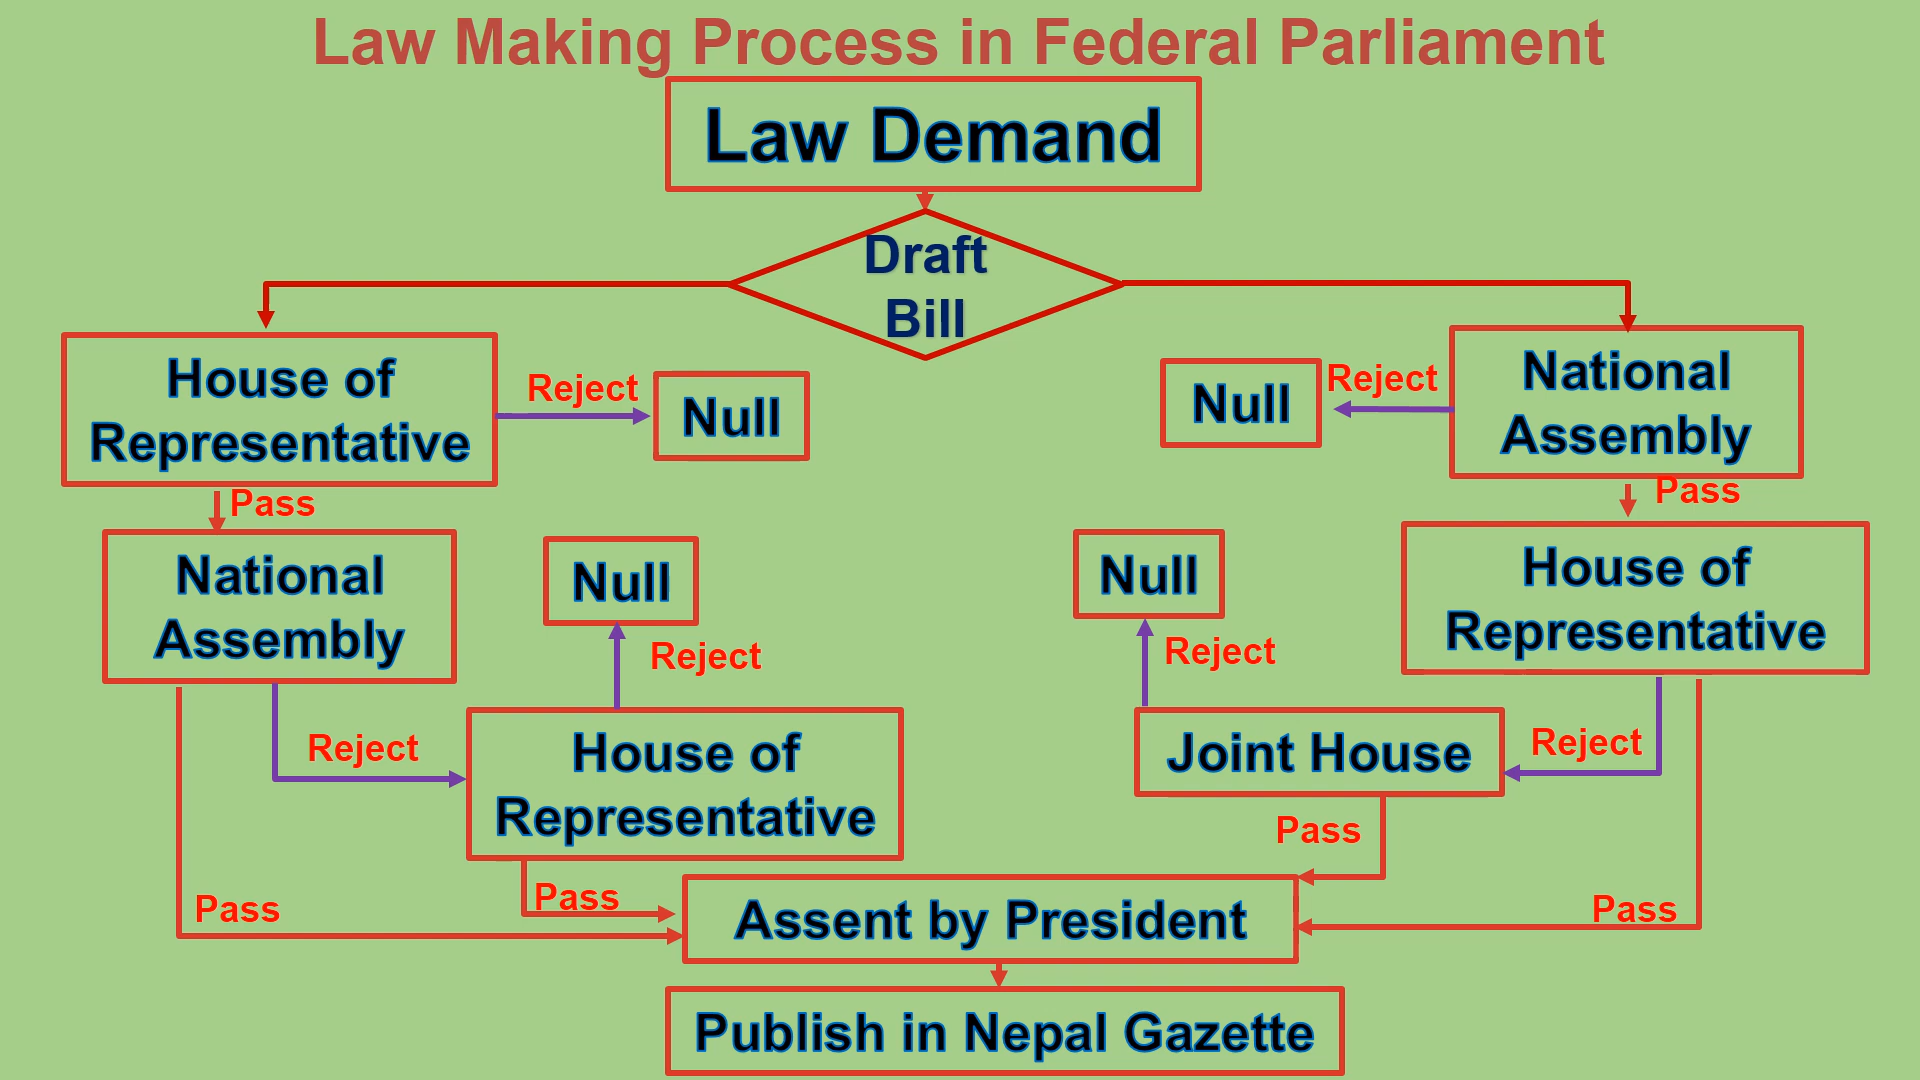 Law Making Process in Federal Parliament
Law Demand
Draft
Bill
House of
Representative
Reject
Null
Null
Reject
National
Assembly
Pass
Pass
National
Assembly
Null
Reject
Null
Reject
House of
Representative
Reject
House of
Representative
Joint House
Reject
Pass
Pass
Pass
Assent by President
Pass
Publish in Nepal Gazette